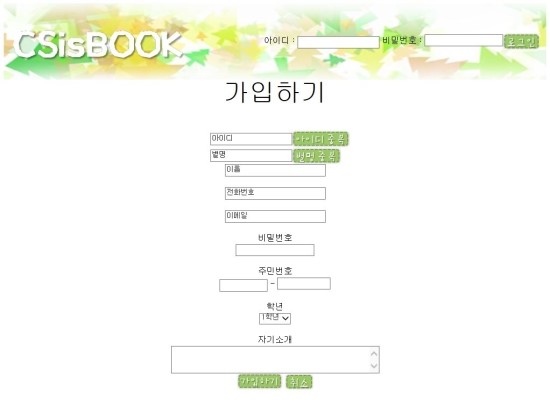 CSisBOOK
아이디 : 비밀번호 : 로그인
가입하기
아이디 아이디중복
별명 별명중복
이름
전화번호
이메일
비밀번호
주민번호
-
학년
1학년
자기소개
가입하기 취소